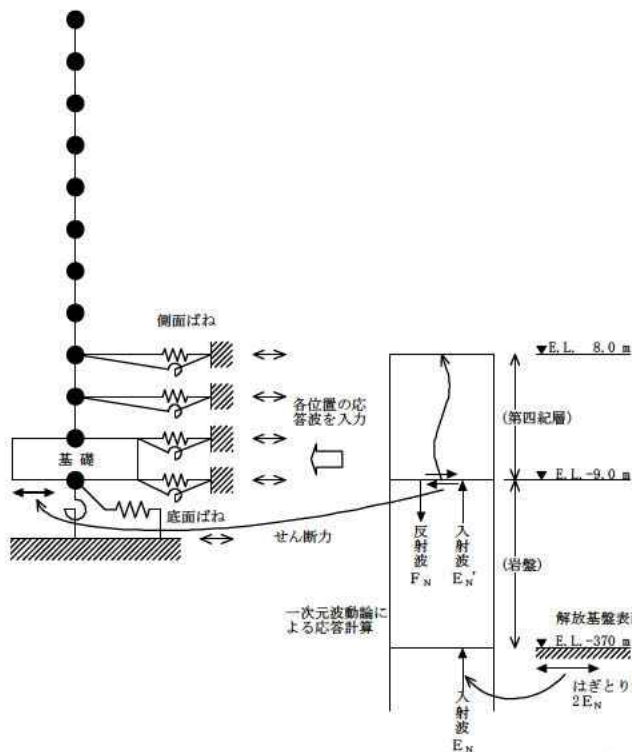 側面ばね
▼E.L. 8.0 m
各位置の応
答波を入力
(第四紀層)
基 礎
▼E.L.-9.0 m
底面ばね
せん断力
反射波
F_N
入射波
E_N'
(岩盤)
一次元波動論に
よる応答計算
解放基盤表
▼E.L.-370 m
はぎとり
2E_N
入射波
E_N